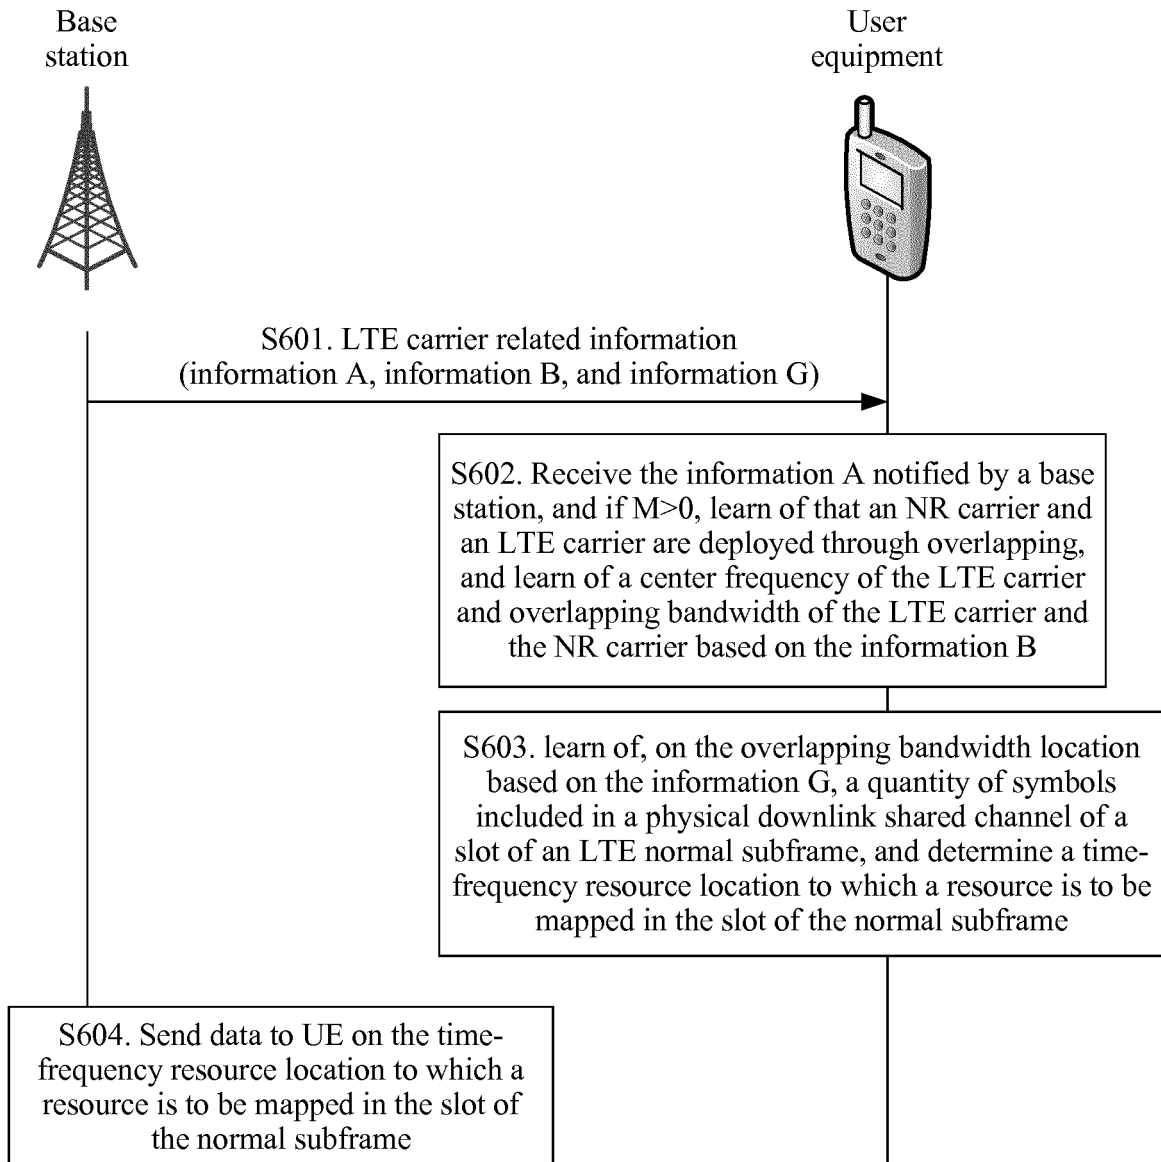 Base
station
User
equipment
S601. LTE carrier related information
(information A, information B, and information G)
S602. Receive the information A notified by a base
station, and if M>0, learn of that an NR carrier and
an LTE carrier are deployed through overlapping,
and learn of a center frequency of the LTE carrier
and overlapping bandwidth of the LTE carrier and
the NR carrier based on the information B
S603. learn of, on the overlapping bandwidth location
based on the information G, a quantity of symbols
included in a physical downlink shared channel of a
slot of an LTE normal subframe, and determine a time-
frequency resource location to which a resource is to be
mapped in the slot of the normal subframe
S604. Send data to UE on the time-
frequency resource location to which a
resource is to be mapped in the slot of
the normal subframe